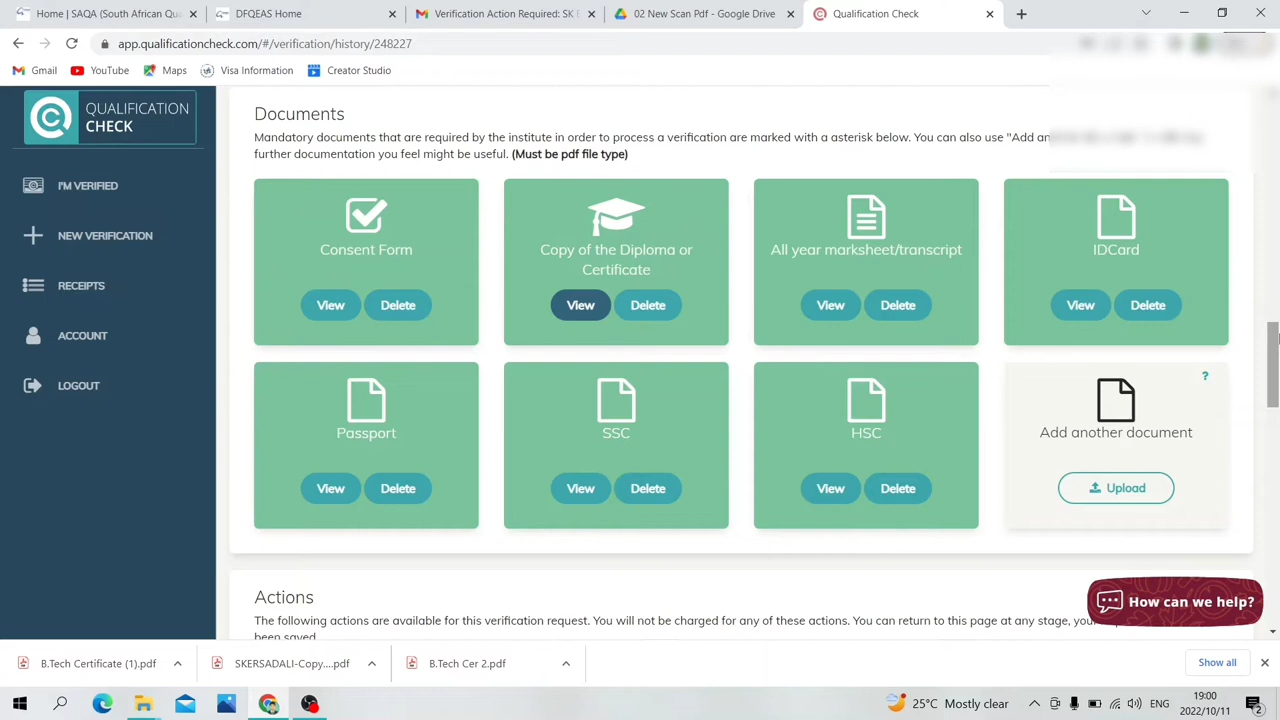 Home | SAQA (South African Qu
DFQEAS Home
Verification Action Required: SK E
02 New Scan Pdf - Google Drive
Qualification Check
app.qualificationcheck.com/#/verification/history/248227
Gmail
YouTube
Maps
Visa Information
Creator Studio
QUALIFICATION
CHECK
I'M VERIFIED
NEW VERIFICATION
RECEIPTS
ACCOUNT
LOGOUT
Documents
Mandatory documents that are required by the institute in order to process a verification are marked with a asterisk below. You can also use "Add an
further documentation you feel might be useful. (Must be pdf file type)
Consent Form
View Delete
Copy of the Diploma or
Certificate
View Delete
All year marksheet/transcript
View Delete
IDCard
View Delete
Passport
View Delete
SSC
View Delete
HSC
View Delete
?
Add another document
Upload
Actions
The following actions are available for this verification request. You will not be charged for any of these actions. You can return to this page at any stage,
been saved.
How can we help?
B.Tech Certificate (1).pdf
SKERSADALI-Copy....pdf
B.Tech Cer 2.pdf
Show all
25°C Mostly clear
ENG
19:00
2022/10/11
2